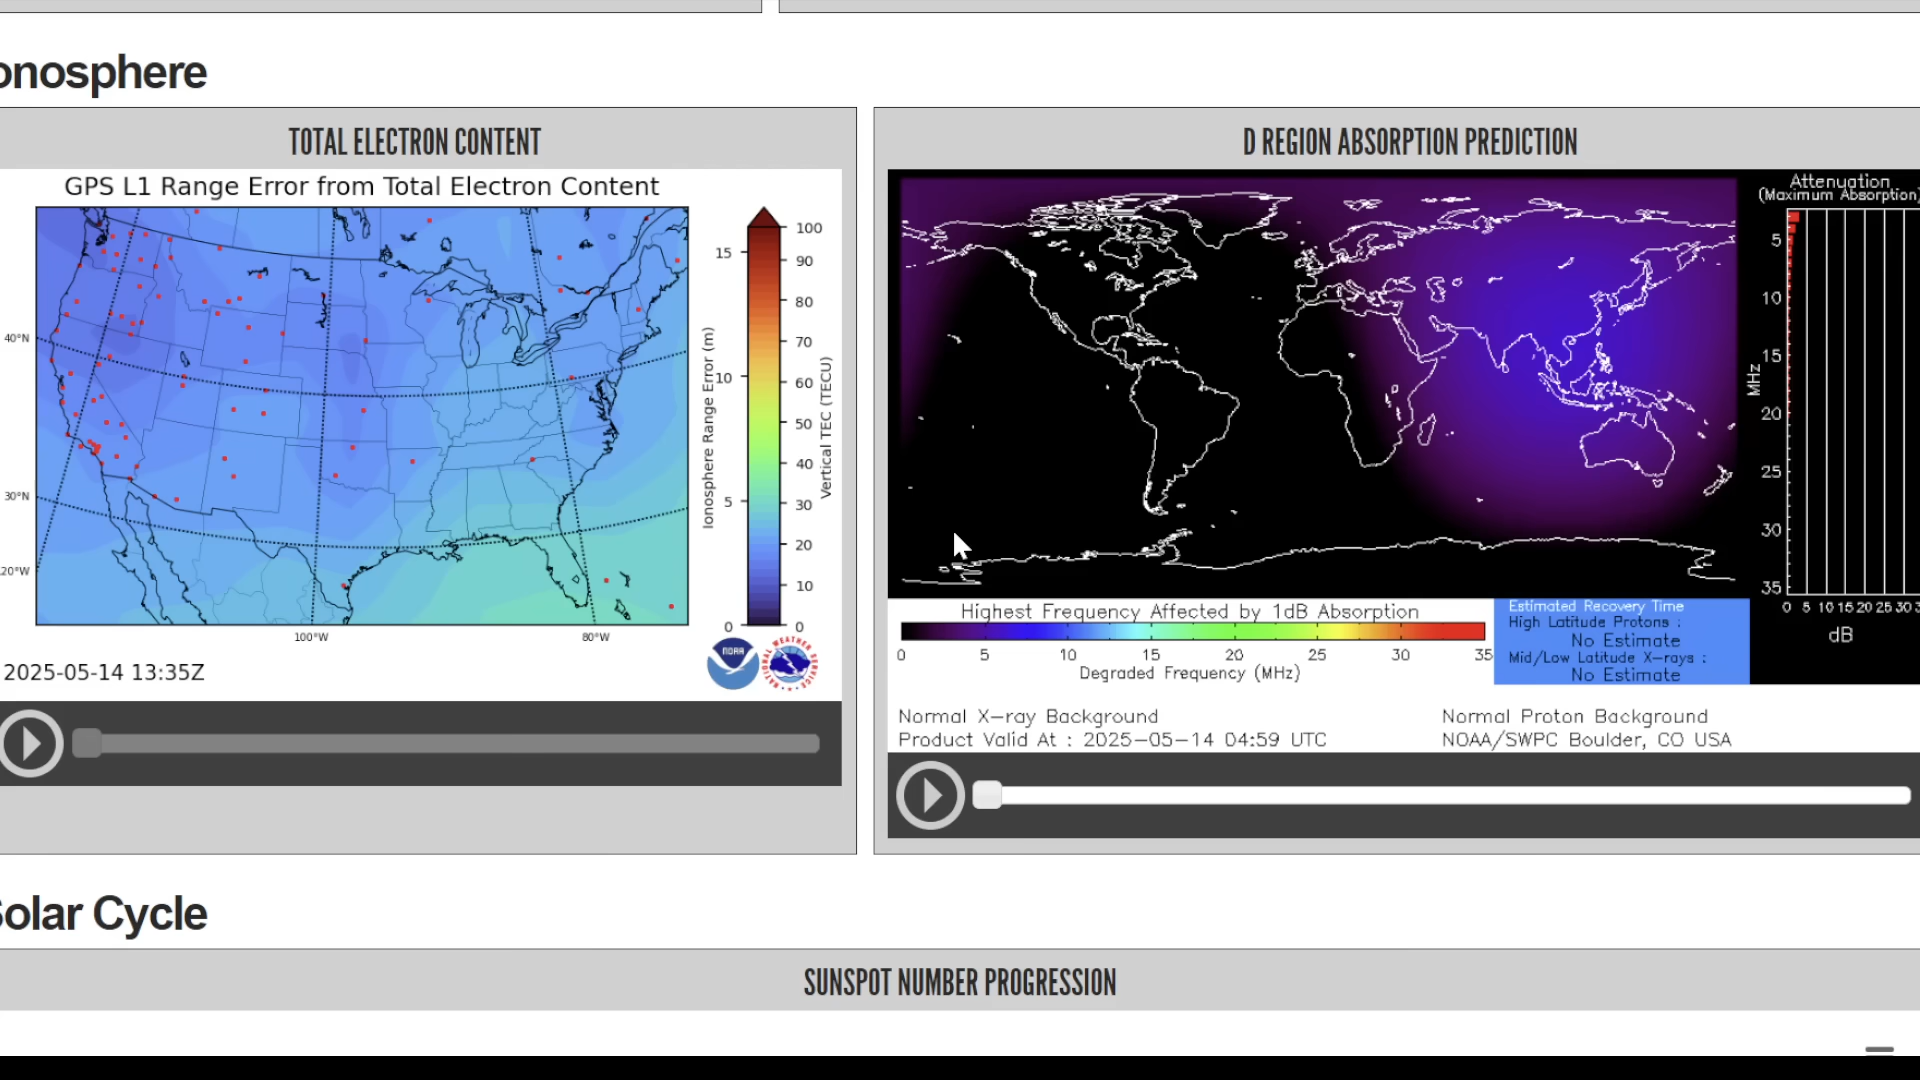 onosphere
TOTAL ELECTRON CONTENT
GPS L1 Range Error from Total Electron Content
40°N
30°N
20°W
100°W
80°W
15
10
5
0
Ionosphere Range Error (m)
100
90
80
70
60
50
40
30
20
10
0
Vertical TEC (TECU)
NOAA
2025-05-14 13:35Z
D REGION ABSORPTION PREDICTION
Attenuation
(Maximum Absorption)
5
10
15
20
25
30
35
MHz
0 5 10 15 20 25 30 3
dB
Highest Frequency Affected by 1dB Absorption
0 5 10 15 20 25 30 35
Degraded Frequency (MHz)
Estimated Recovery Time
High Latitude Protons :
No Estimate
Mid/Low Latitude X-rays :
No Estimate
Normal X-ray Background
Normal Proton Background
Product Valid At : 2025-05-14 04:59 UTC
NOAA/SWPC Boulder, CO USA
Solar Cycle
SUNSPOT NUMBER PROGRESSION